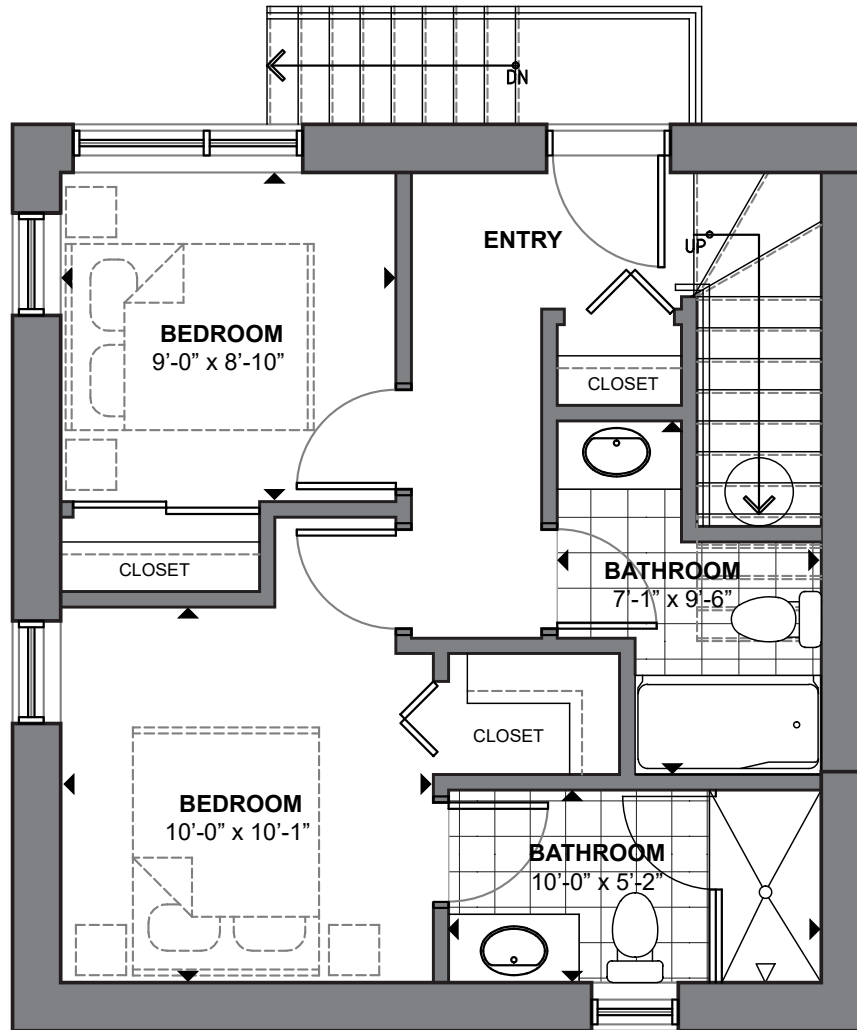 DN
ENTRY
UP
BEDROOM
9’-0” x 8’-10”
CLOSET
CLOSET
BATHROOM
7’-1” x 9’-6”
CLOSET
BEDROOM
10’-0” x 10’-1”
BATHROOM
10’-0” x 5’-2”